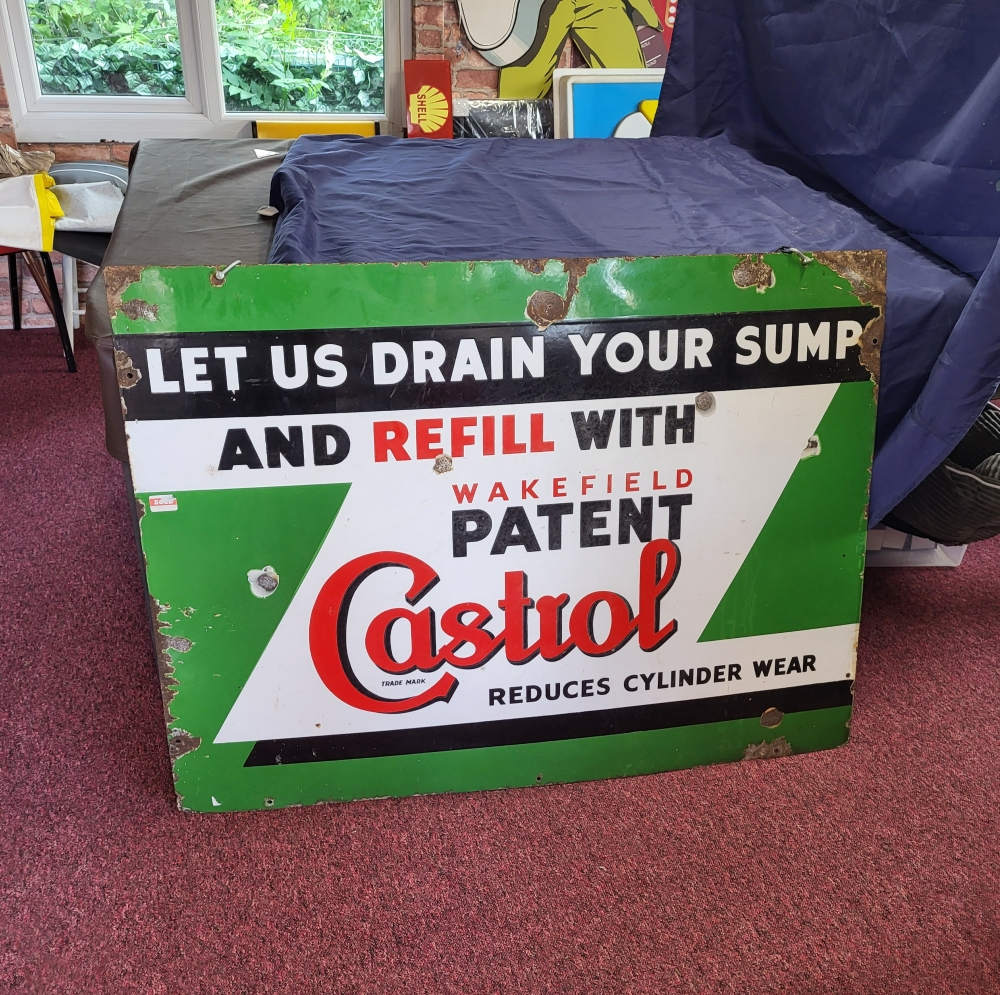 SHELL
LET US DRAIN YOUR SUMP
AND REFILL WITH
WAKEFIELD
PATENT
Castrol
TRADE MARK
REDUCES CYLINDER WEAR